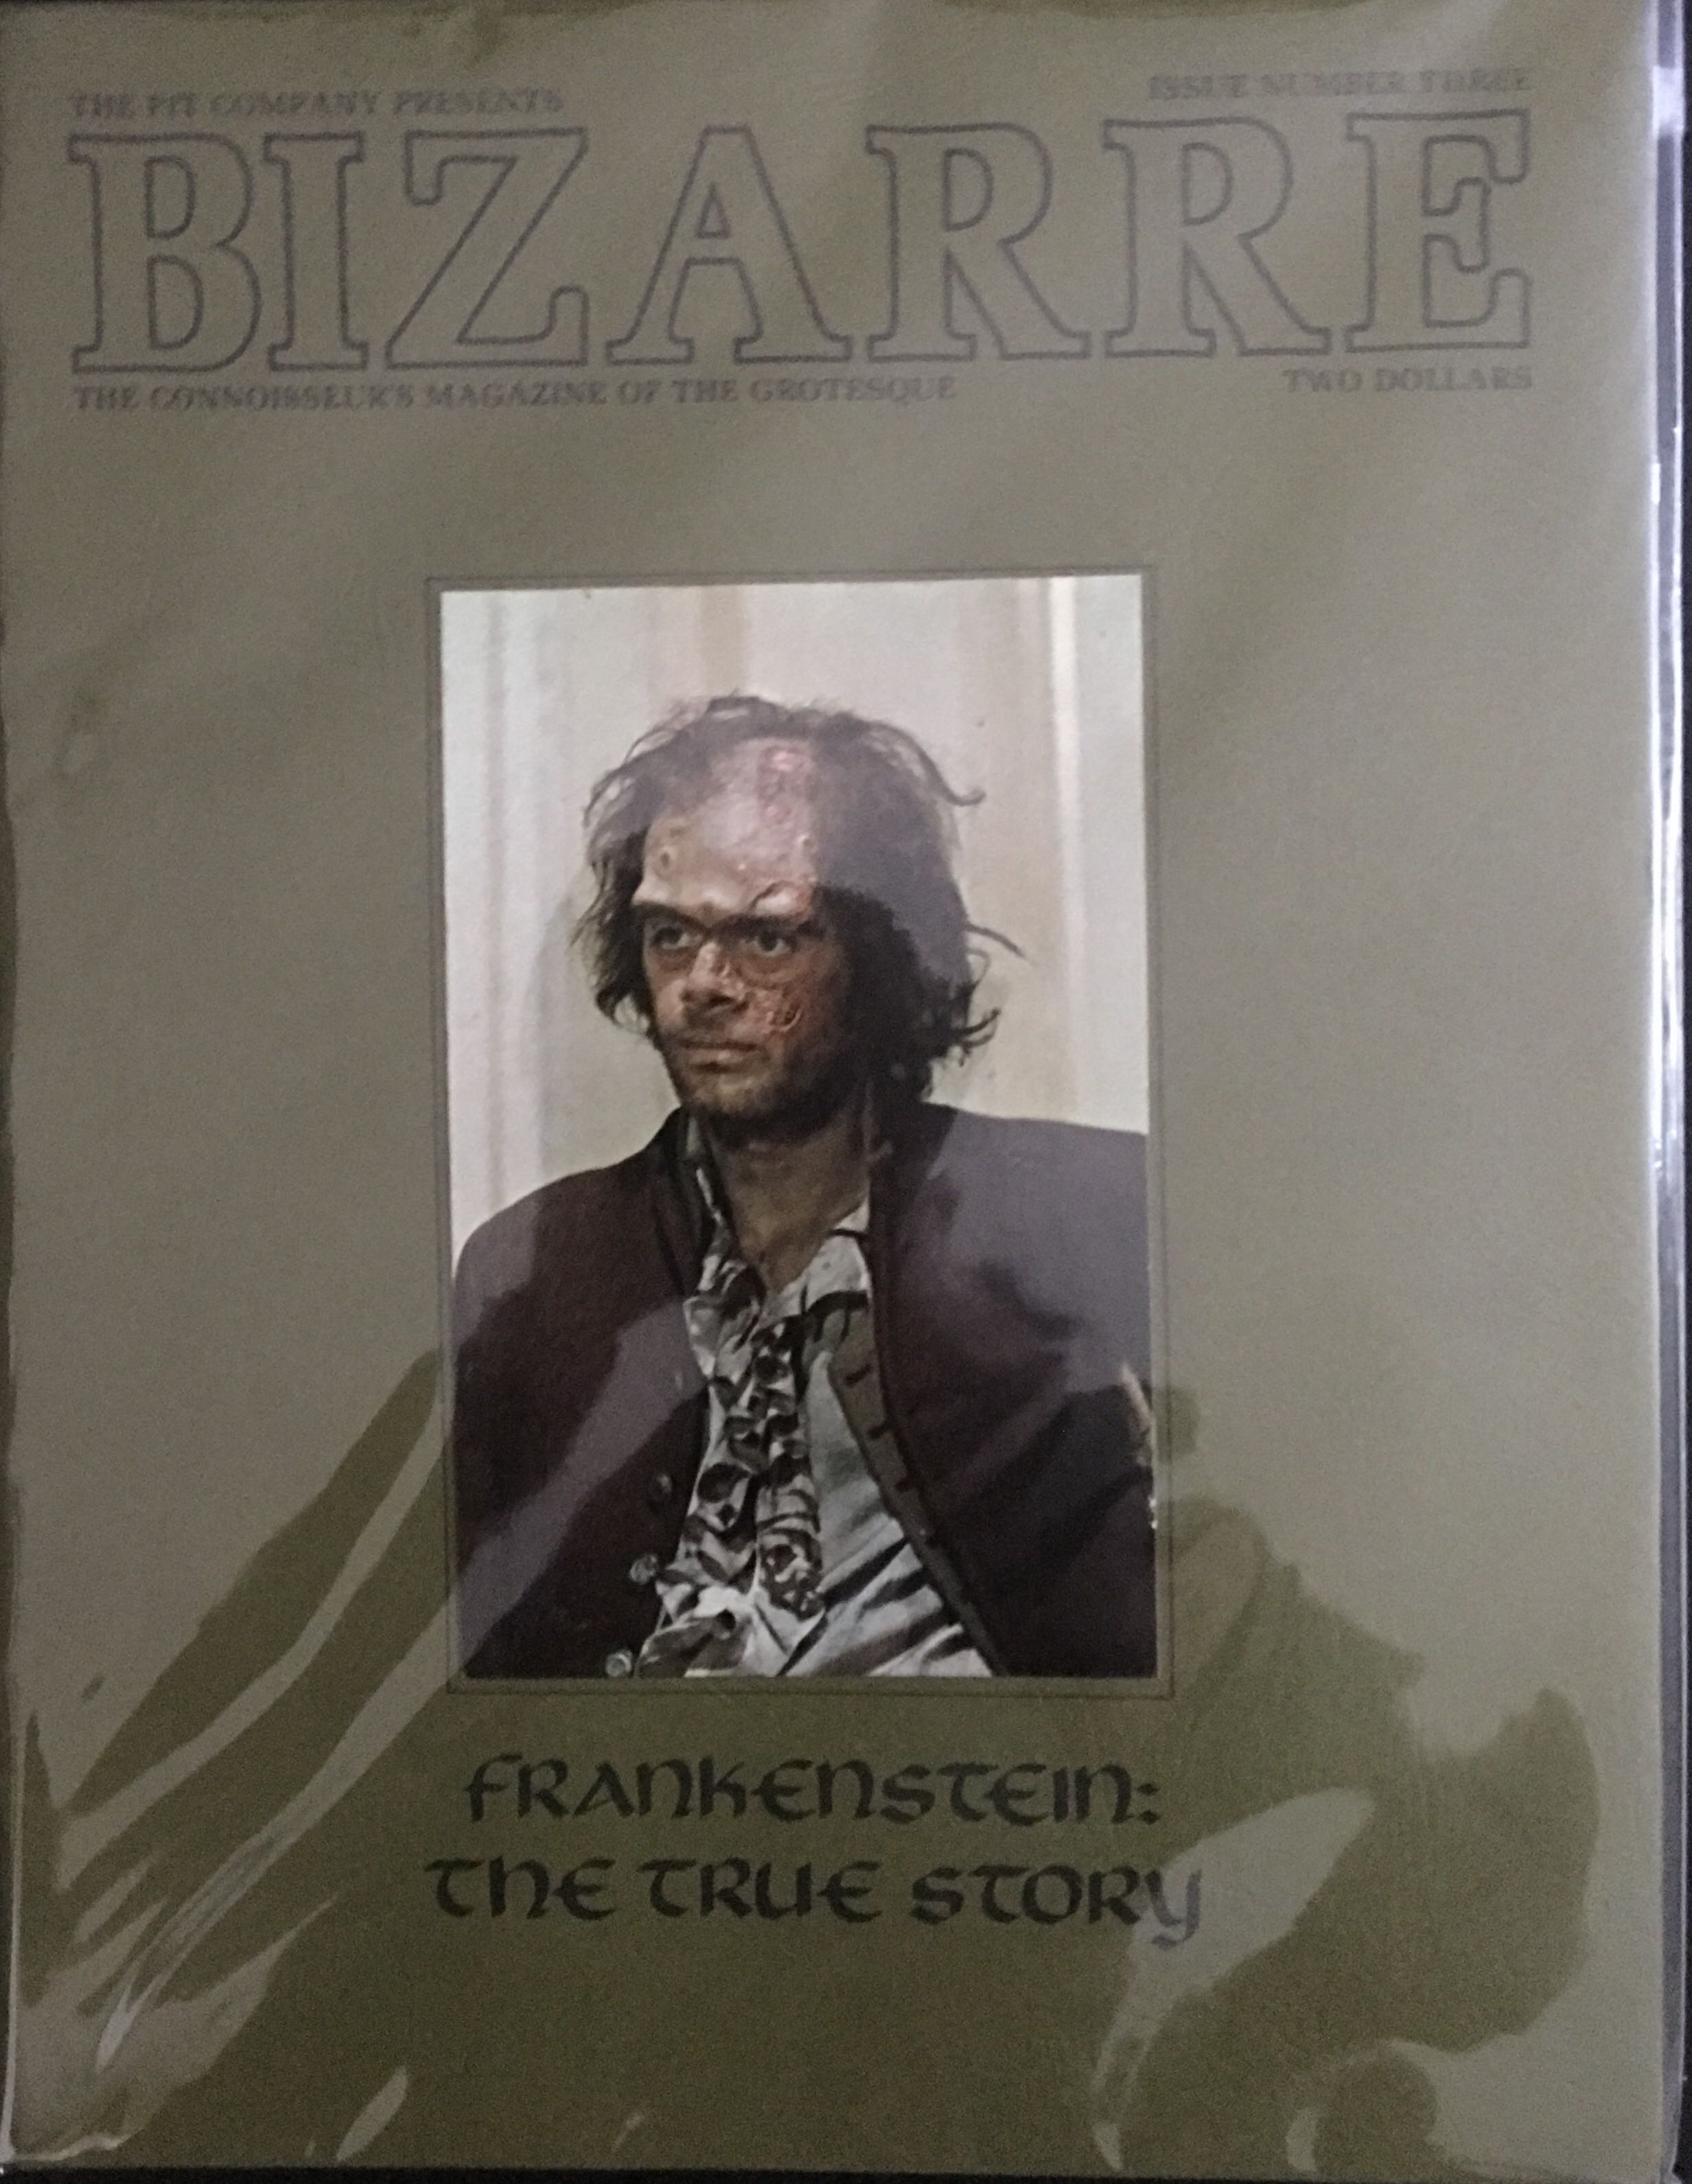 THE PIT COMPANY PRESENTS
ISSUE NUMBER THREE
BIZARRE
THE CONNOISSEUR'S MAGAZINE OF THE GROTESQUE
TWO DOLLARS
FRANKENSTEIN:
THE TRUE STORY